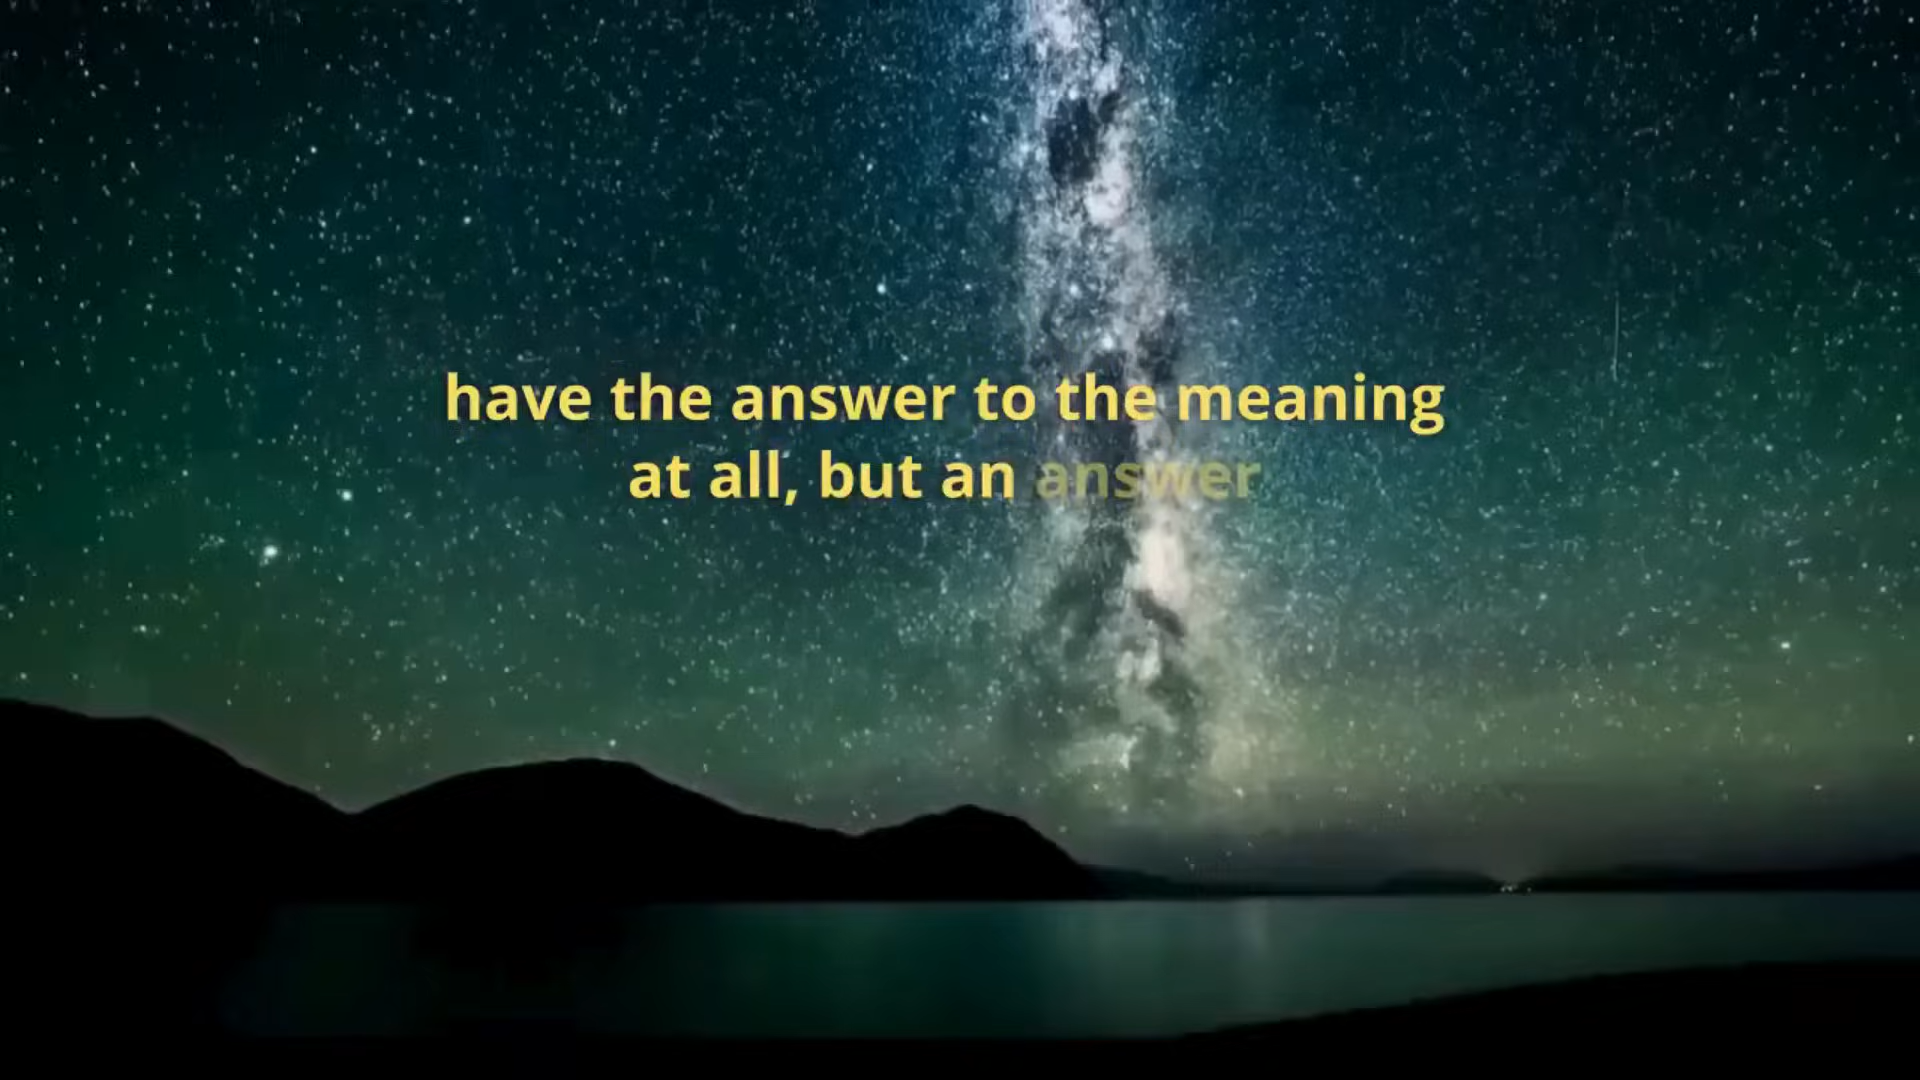 have the answer to the meaning
at all, but an answer